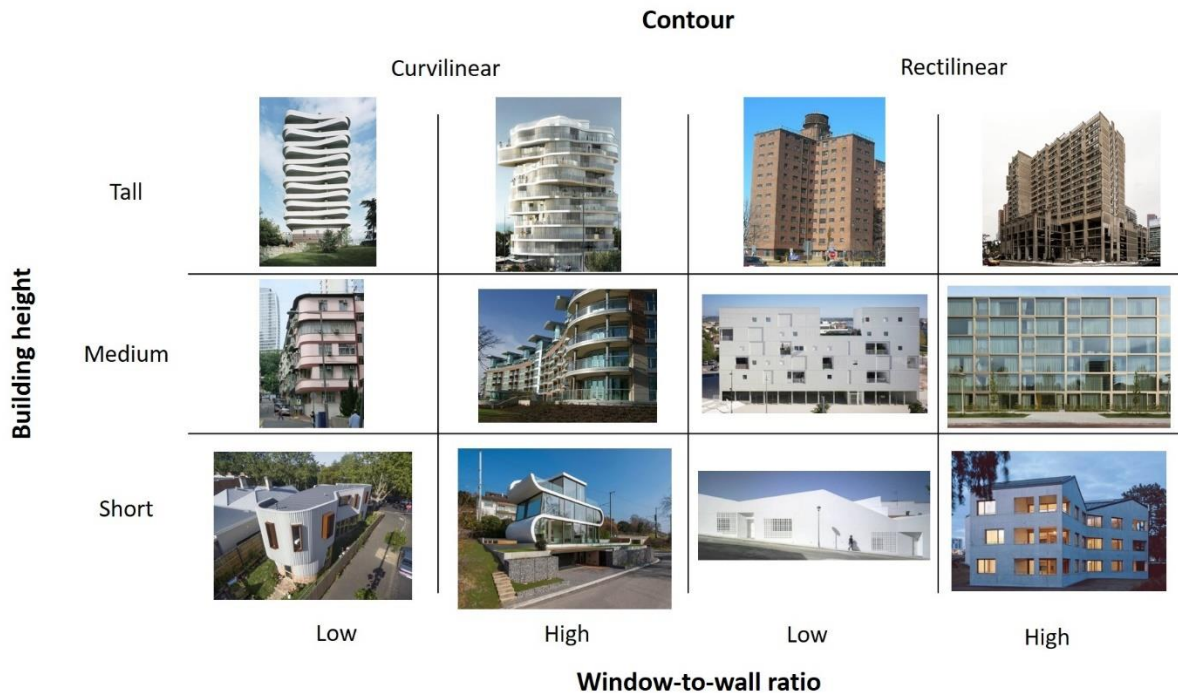 Contour
Curvilinear
Rectilinear
Tall
Building height
Medium
Short
Low
High
Low
High
Window-to-wall ratio